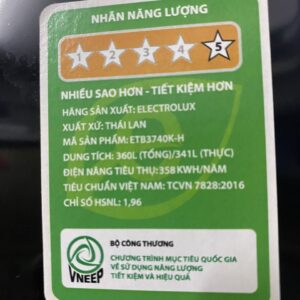 NHÃN NĂNG LƯỢNG
1 2 3 4 5
NHIỀU SAO HƠN - TIẾT KIỆM HƠN
HÃNG SẢN XUẤT: ELECTROLUX
XUẤT XỨ: THÁI LAN
MÃ SẢN PHẨM: ETB3740K-H
DUNG TÍCH: 360L (TỔNG)/341L (THỰC)
ĐIỆN NĂNG TIÊU THỤ: 358 KWH/NĂM
TIÊU CHUẨN VIỆT NAM: TCVN 7828:2016
CHỈ SỐ HSNL: 1,96
BỘ CÔNG THƯƠNG
CHƯƠNG TRÌNH MỤC TIÊU QUỐC GIA
VỀ SỬ DỤNG NĂNG LƯỢNG
TIẾT KIỆM VÀ HIỆU QUẢ
VNEEP